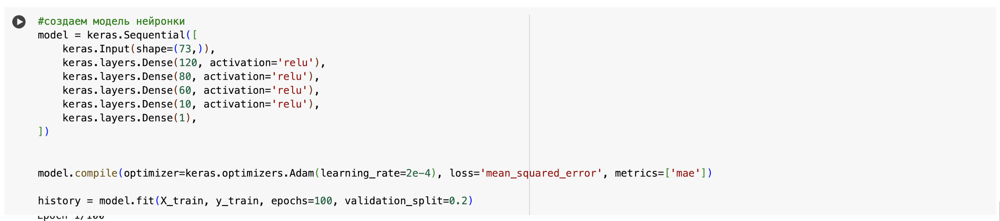 #создаем модель нейронки
model = keras.Sequential([
    keras.Input(shape=(73,)),
    keras.layers.Dense(120, activation='relu'),
    keras.layers.Dense(80, activation='relu'),
    keras.layers.Dense(60, activation='relu'),
    keras.layers.Dense(10, activation='relu'),
    keras.layers.Dense(1),
])
model.compile(optimizer=keras.optimizers.Adam(learning_rate=2e-4), loss='mean_squared_error', metrics=['mae'])
history = model.fit(X_train, y_train, epochs=100, validation_split=0.2)
Epoch 1/100